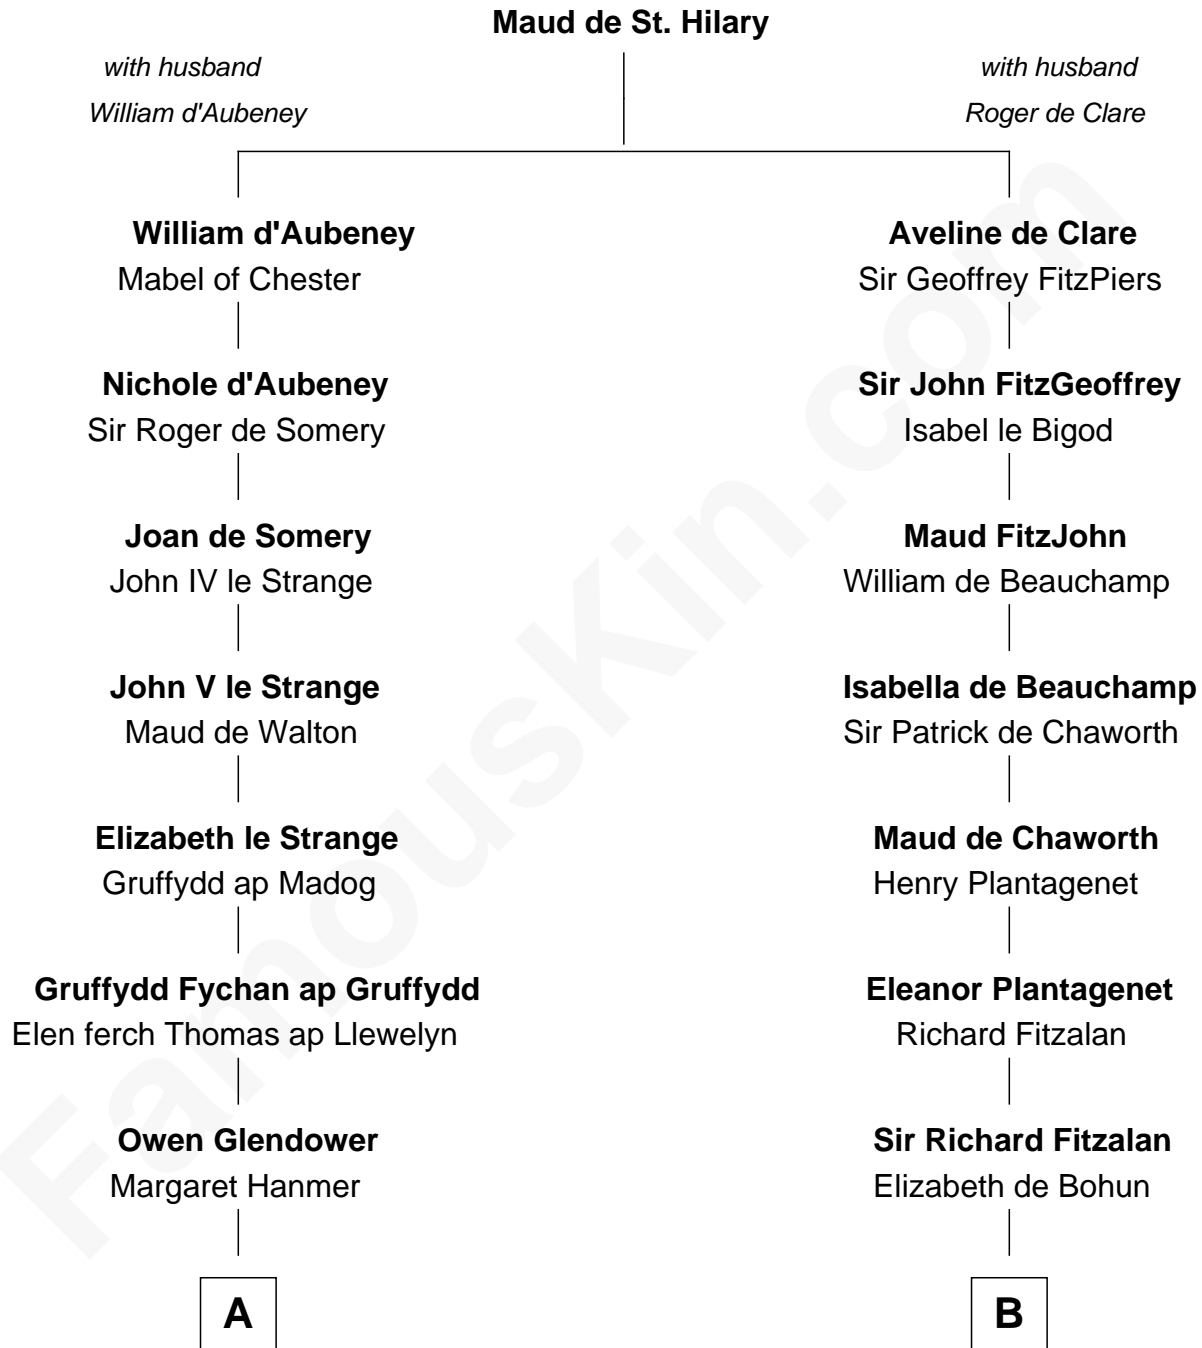 Maud de St. Hilary
with husband
William d'Aubeney
with husband
Roger de Clare
William d'Aubeney
Mabel of Chester
Nichole d'Aubeney
Sir Roger de Somery
Joan de Somery
John IV le Strange
John V le Strange
Maud de Walton
Elizabeth le Strange
Gruffydd ap Madog
Gruffydd Fychan ap Gruffydd
Elen ferch Thomas ap Llewelyn
Owen Glendower
Margaret Hanmer
A
Aveline de Clare
Sir Geoffrey FitzPiers
Sir John FitzGeoffrey
Isabel le Bigod
Maud FitzJohn
William de Beauchamp
Isabella de Beauchamp
Sir Patrick de Chaworth
Maud de Chaworth
Henry Plantagenet
Eleanor Plantagenet
Richard Fitzalan
Sir Richard Fitzalan
Elizabeth de Bohun
B
FamousKin.com